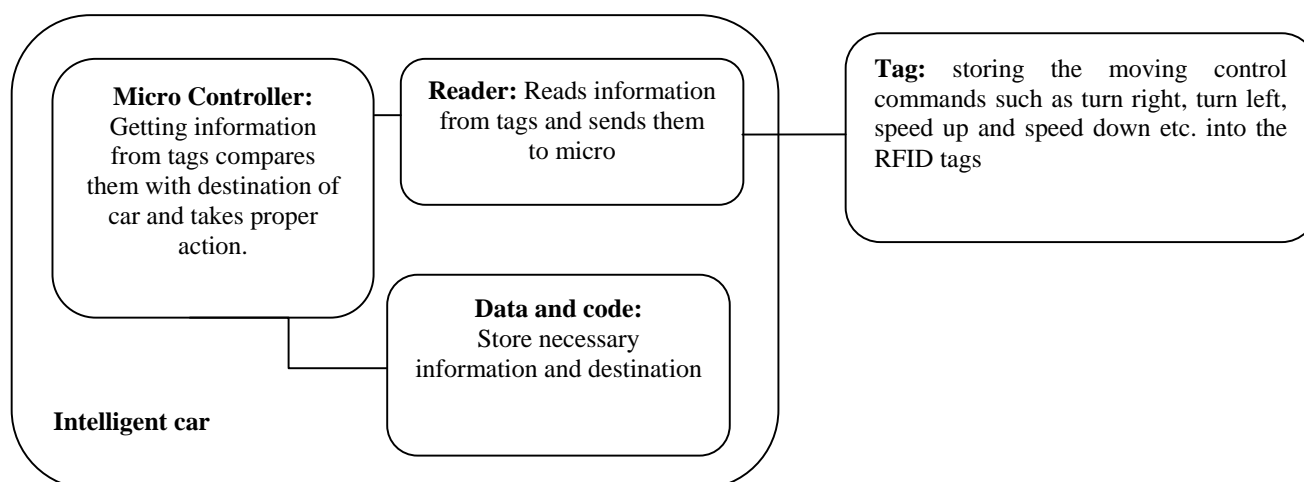 Micro Controller:
Getting information
from tags compares
them with destination of
car and takes proper
action.
Reader: Reads information
from tags and sends them
to micro
Tag: storing the moving control
commands such as turn right, turn left,
speed up and speed down etc. into the
RFID tags
Data and code:
Store necessary
information and destination
Intelligent car